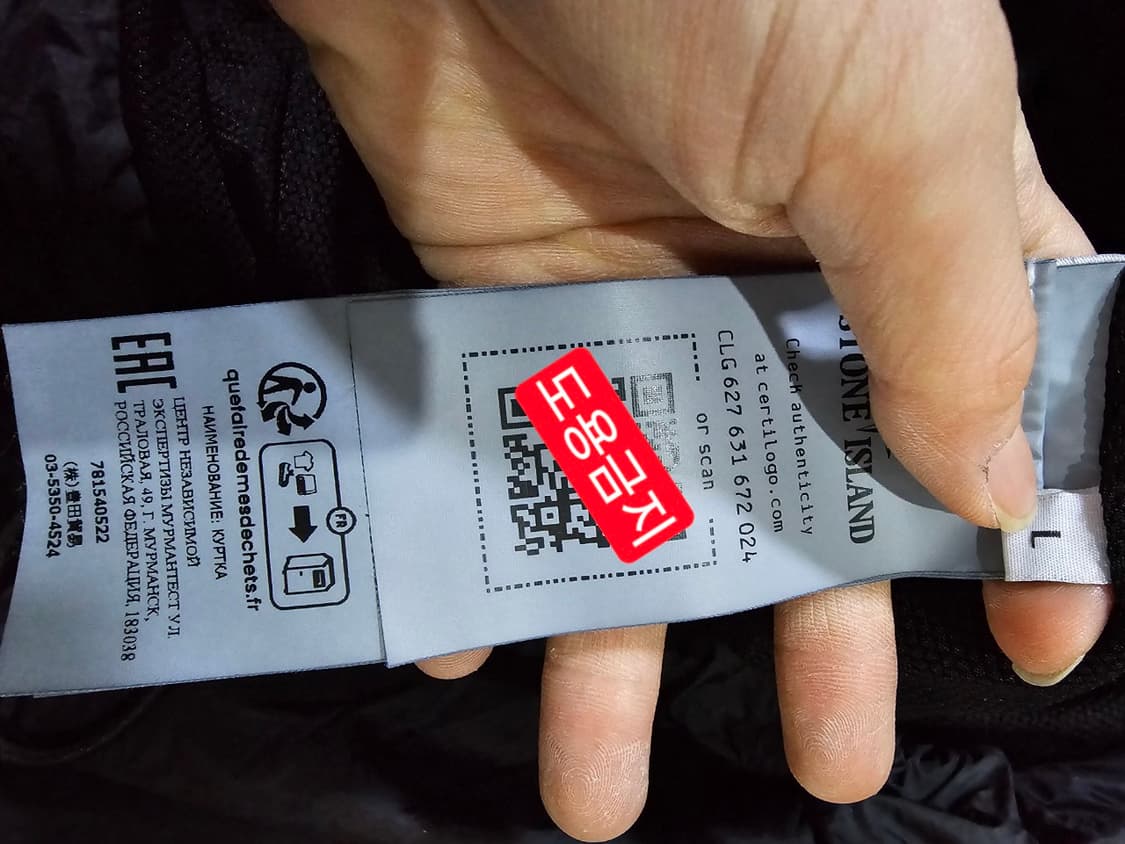 STONE ISLAND
Check authenticity
at certilogo.com
CLG 627 631 672 024
or scan
도용금지
L
FR
quefairedemesdechets.fr
НАИМЕНОВАНИЕ: КУРТКА
EAC
ЦЕНТР НЕЗАВИСИМОЙ
ЭКСПЕРТИЗЫ МУРМАНТЕСТ УЛ.
ТРАЛОВАЯ, 49, Г. МУРМАНСК,
РОССИЙСКАЯ ФЕДЕРАЦИЯ, 183038
781540522
(株) 豊田貿易
03-5350-4524